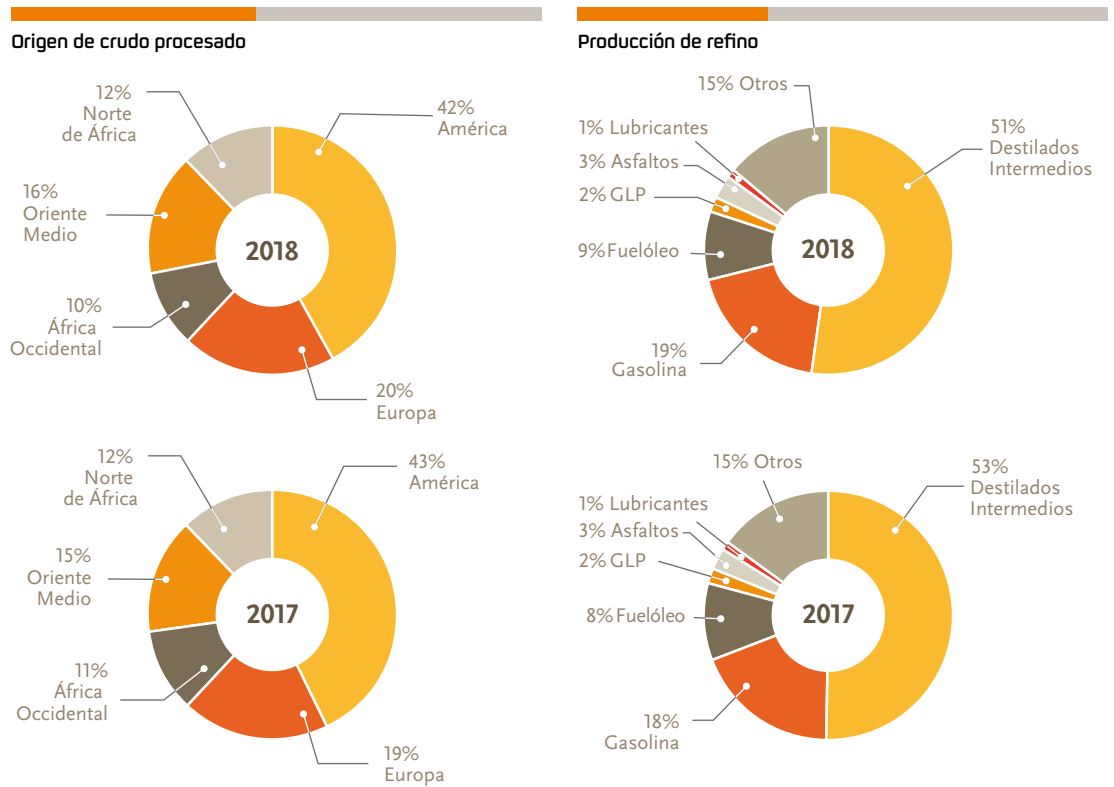 Origen de crudo procesado
12%
Norte
de África
42%
América
16%
Oriente
Medio
2018
10%
África
Occidental
20%
Europa
12%
Norte
de África
43%
América
15%
Oriente
Medio
2017
11%
África
Occidental
19%
Europa
Producción de refino
15% Otros
1% Lubricantes
51%
Destilados
Intermedios
3% Asfaltos
2% GLP
9% Fuelóleo
2018
19%
Gasolina
15% Otros
53%
Destilados
Intermedios
1% Lubricantes
3% Asfaltos
2% GLP
8% Fuelóleo
2017
18%
Gasolina